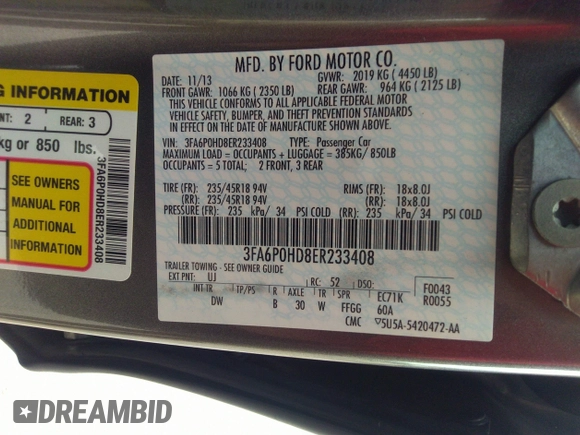 G INFORMATION
NT: 2 REAR: 3
kg or 850 lbs.
SEE OWNERS
MANUAL FOR
ADDITIONAL
INFORMATION
3FA6P0HD8ER233408
MFD. BY FORD MOTOR CO.
DATE: 11/13 GVWR: 2019 KG ( 4450 LB)
FRONT GAWR: 1066 KG ( 2350 LB) REAR GAWR: 964 KG ( 2125 LB)
THIS VEHICLE CONFORMS TO ALL APPLICABLE FEDERAL MOTOR
VEHICLE SAFETY, BUMPER, AND THEFT PREVENTION STANDARDS
IN EFFECT ON THE DATE OF MANUFACTURE SHOWN ABOVE.
VIN: 3FA6P0HD8ER233408 TYPE: Passenger Car
MAXIMUM LOAD = OCCUPANTS + LUGGAGE = 385KG/850LB
OCCUPANTS = 5 TOTAL: 2 FRONT, 3 REAR
TIRE (FR): 235/45R18 94V RIMS (FR): 18x8.0J
(RR): 235/45R18 94V (RR): 18x8.0J
PRESSURE (FR): 235 kPa/ 34 PSI COLD (RR): 235 kPa/ 34 PSI COLD
3FA6P0HD8ER233408
TRAILER TOWING - SEE OWNER GUIDE
EXT PNT: UJ RC: 52 DSO: F0043
INT TR TP/PS R AXLE TR SPR EC71K R0055
DW B 30 W FFGG 60A
CMC ▽5U5A-5420472-AA
DREAMBID